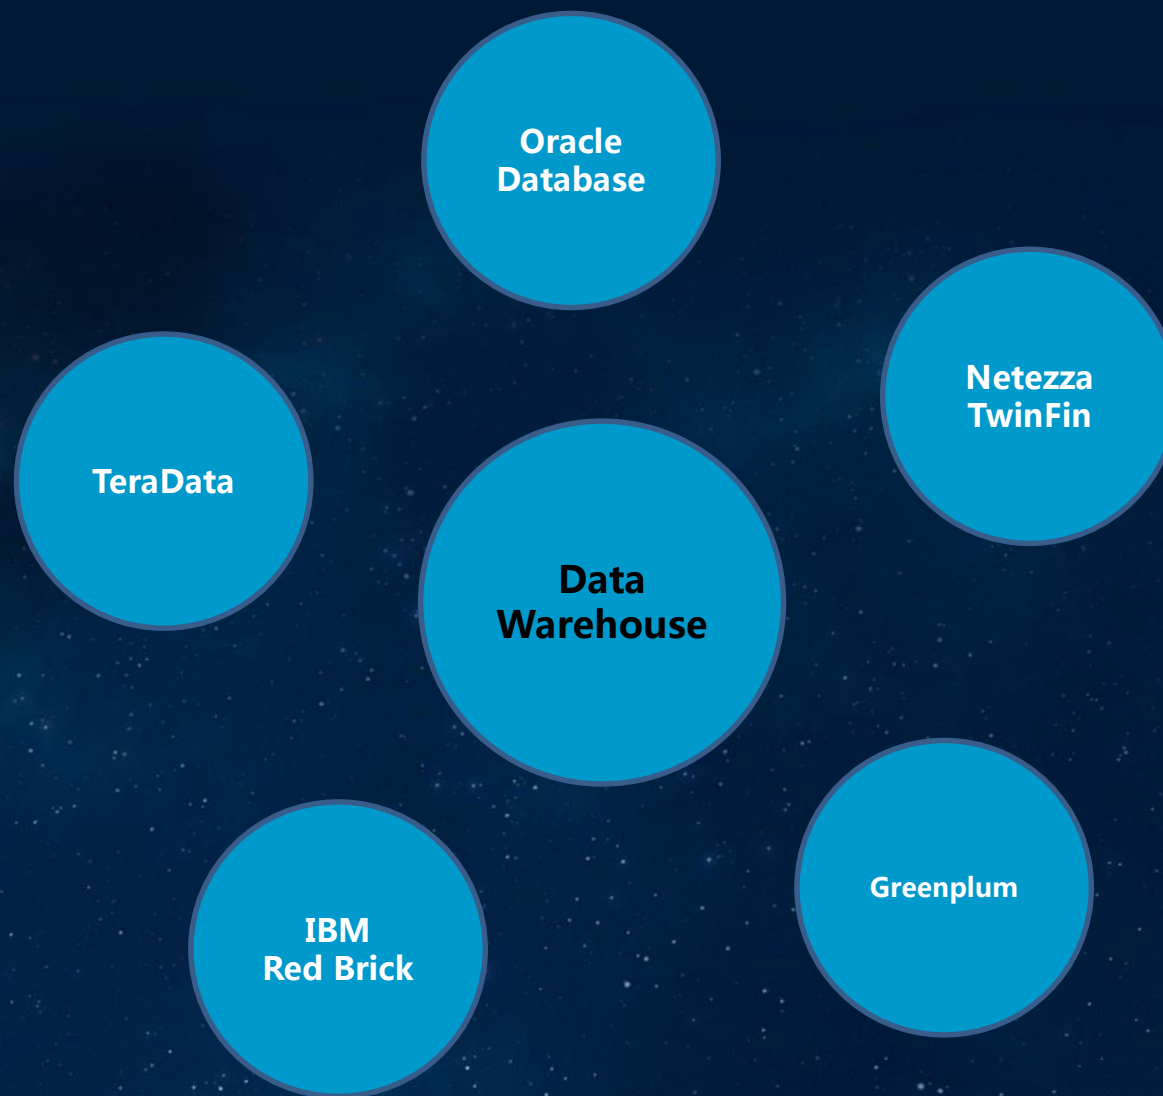 Oracle
Database
Netezza
TwinFin
TeraData
Data
Warehouse
Greenplum
IBM
Red Brick